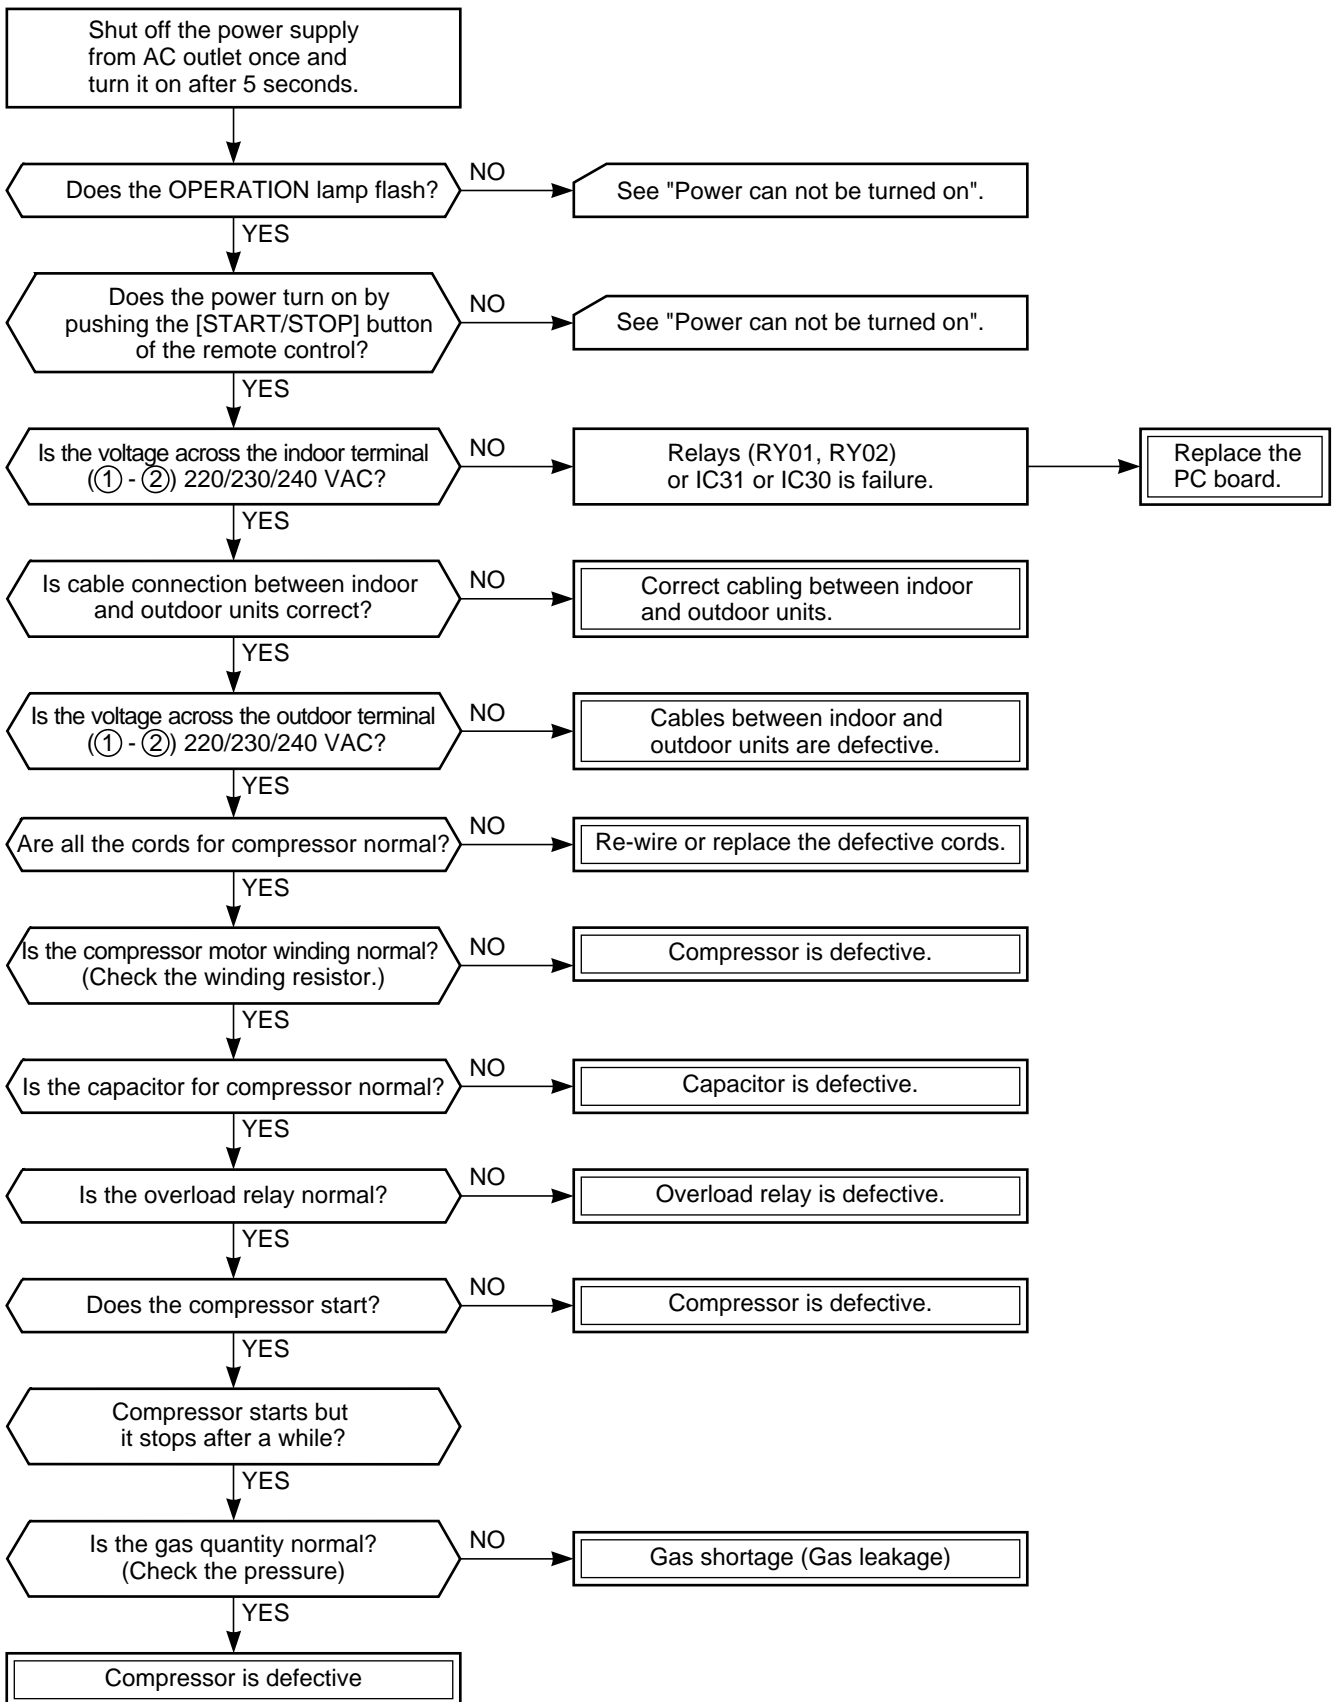 Shut off the power supply
from AC outlet once and
turn it on after 5 seconds.
Does the OPERATION lamp flash?
NO
See "Power can not be turned on".
YES
Does the power turn on by
pushing the [START/STOP] button
of the remote control?
NO
See "Power can not be turned on".
YES
Is the voltage across the indoor terminal
(① - ②) 220/230/240 VAC?
NO
Relays (RY01, RY02)
or IC31 or IC30 is failure.
Replace the
PC board.
YES
Is cable connection between indoor
and outdoor units correct?
NO
Correct cabling between indoor
and outdoor units.
YES
Is the voltage across the outdoor terminal
(① - ②) 220/230/240 VAC?
NO
Cables between indoor and
outdoor units are defective.
YES
Are all the cords for compressor normal?
NO
Re-wire or replace the defective cords.
YES
Is the compressor motor winding normal?
(Check the winding resistor.)
NO
Compressor is defective.
YES
Is the capacitor for compressor normal?
NO
Capacitor is defective.
YES
Is the overload relay normal?
NO
Overload relay is defective.
YES
Does the compressor start?
NO
Compressor is defective.
YES
Compressor starts but
it stops after a while?
YES
Is the gas quantity normal?
(Check the pressure)
NO
Gas shortage (Gas leakage)
YES
Compressor is defective